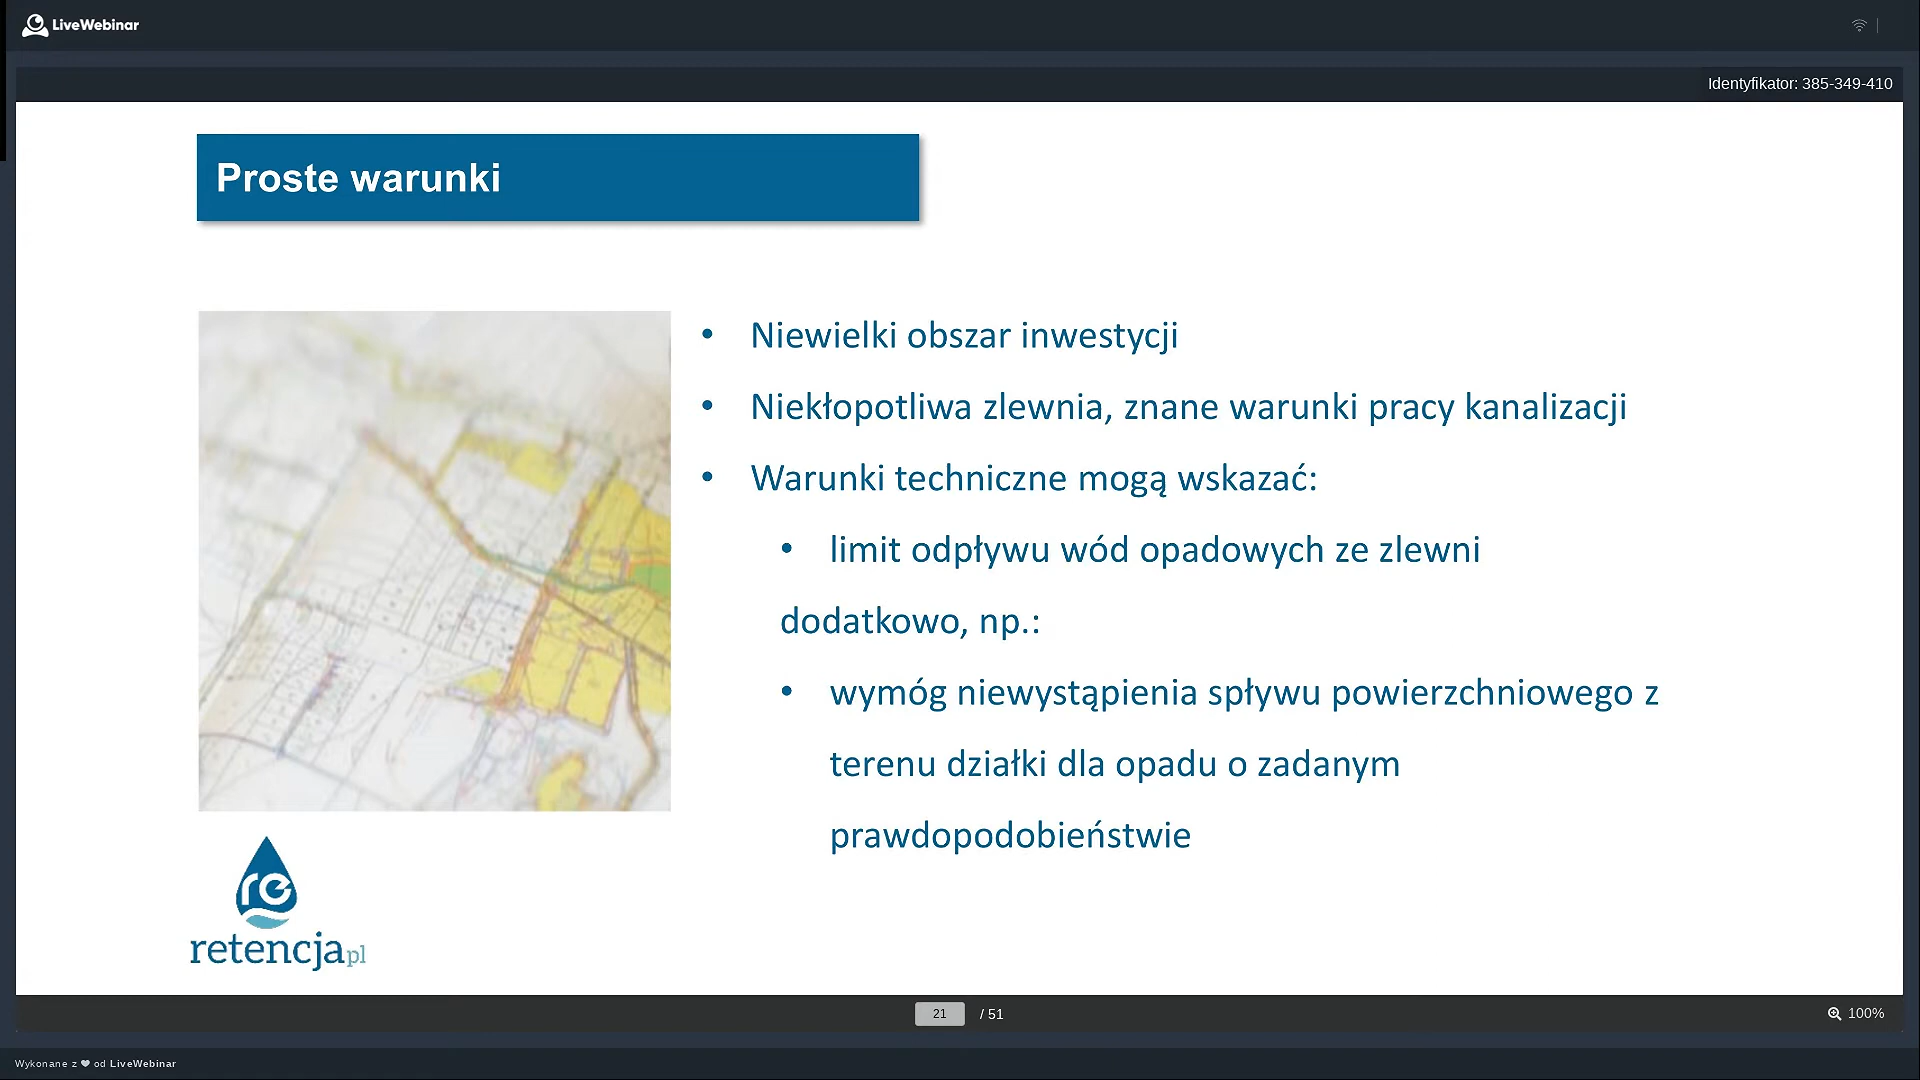 LiveWebinar
Identyfikator: 385-349-410
Proste warunki
• Niewielki obszar inwestycji
• Niekłopotliwa zlewnia, znane warunki pracy kanalizacji
• Warunki techniczne mogą wskazać:
• limit odpływu wód opadowych ze zlewni
dodatkowo, np.:
• wymóg niewystąpienia spływu powierzchniowego z
terenu działki dla opadu o zadanym
prawdopodobieństwie
re
retencjapl
21 / 51
100%
Wykonane z ❤ od LiveWebinar